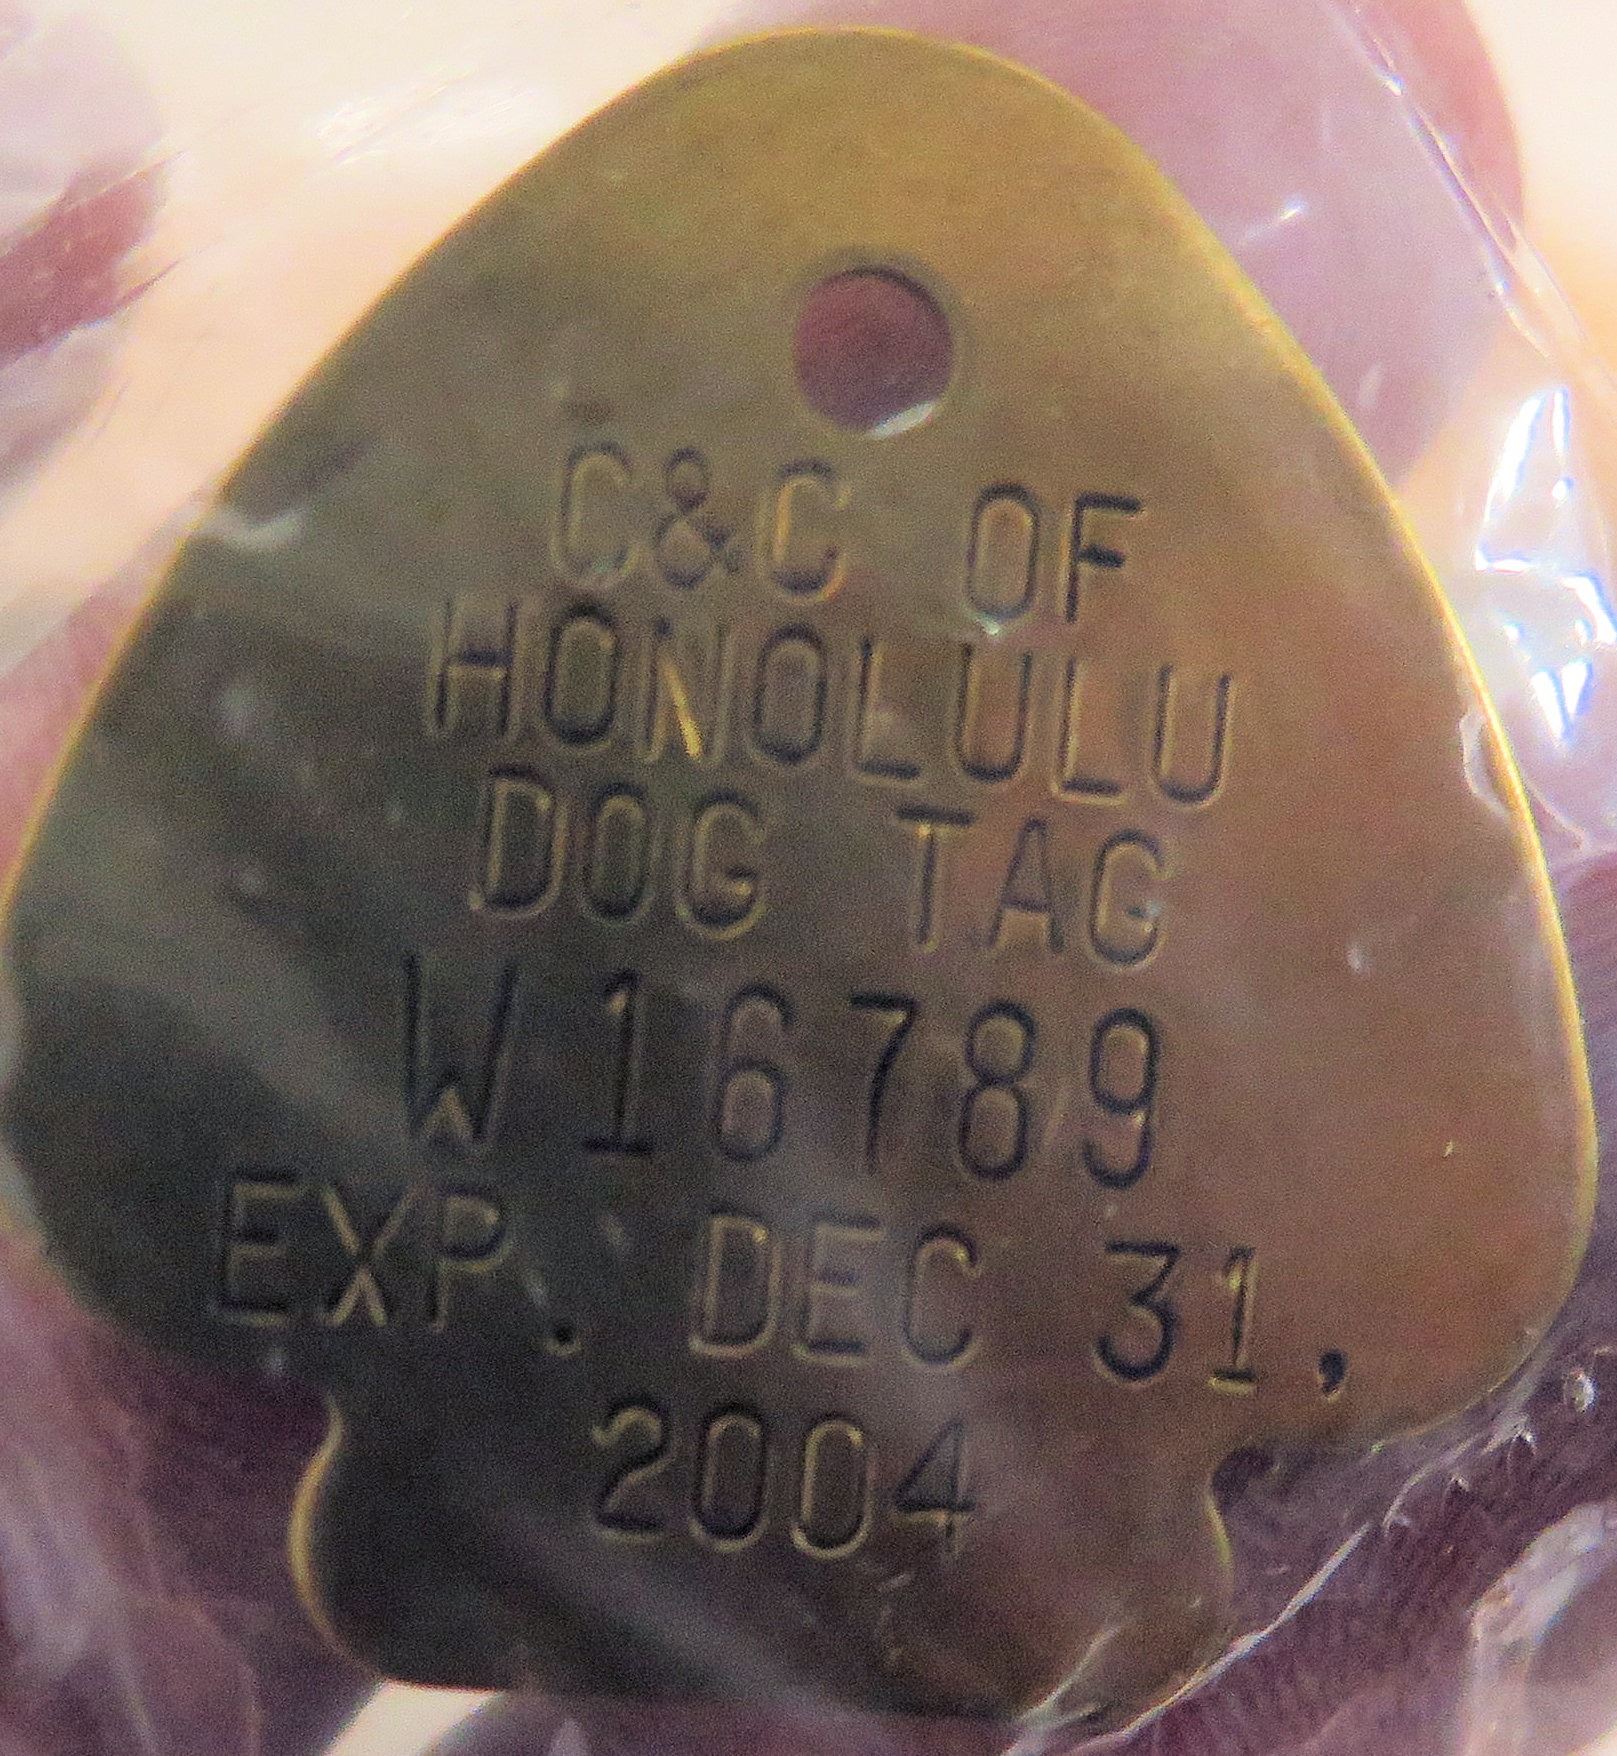 C&C OF
HONOLULU
DOG TAG
W16789
EXP. DEC 31,
2004